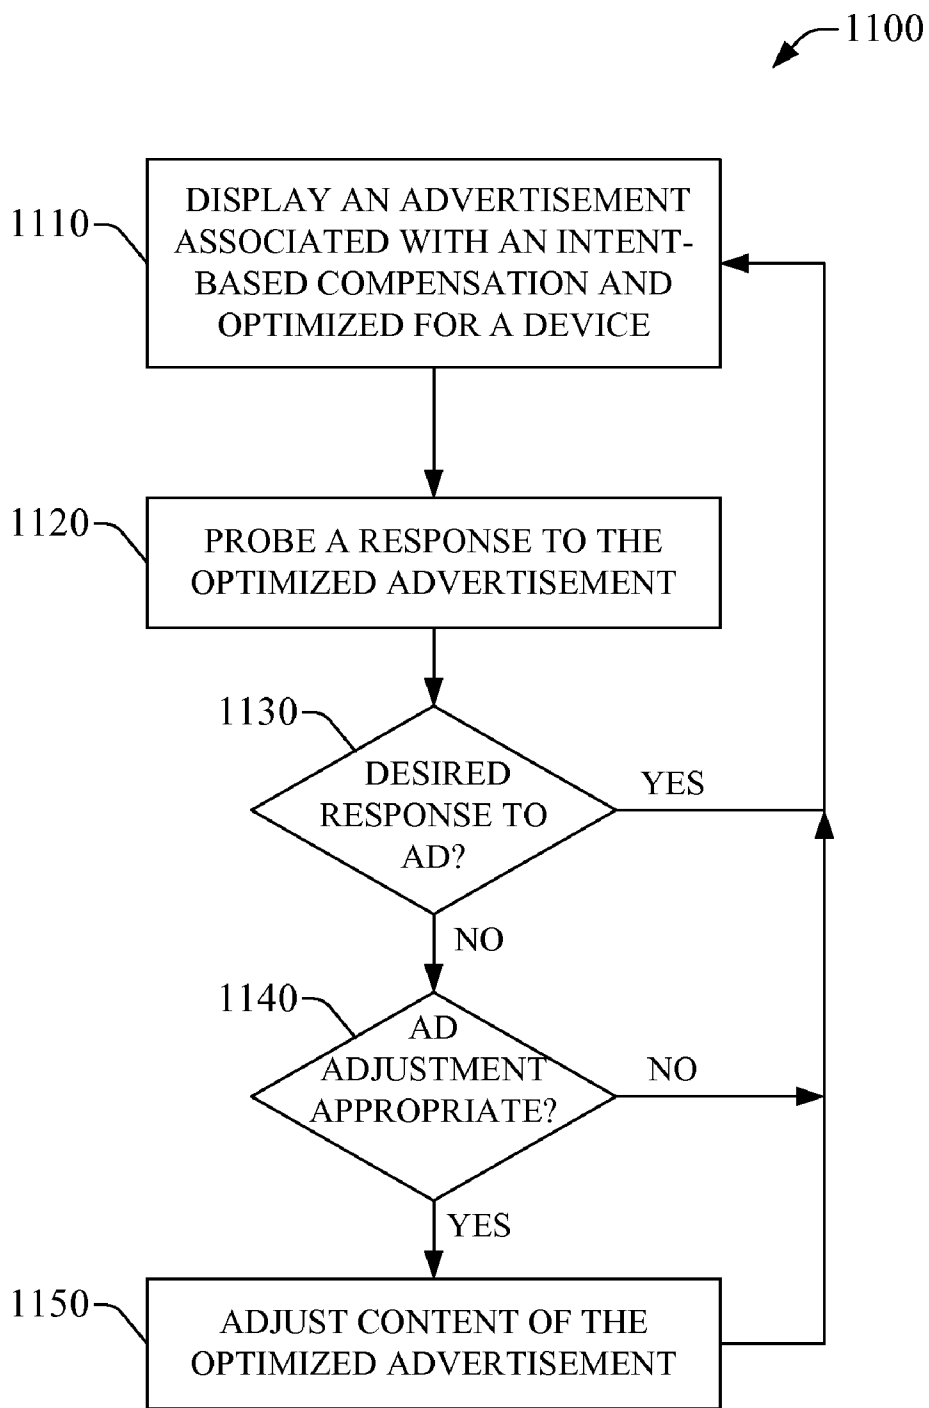 1100
1110
DISPLAY AN ADVERTISEMENT
ASSOCIATED WITH AN INTENT-
BASED COMPENSATION AND
OPTIMIZED FOR A DEVICE
1120
PROBE A RESPONSE TO THE
OPTIMIZED ADVERTISEMENT
1130
DESIRED
RESPONSE TO
AD?
YES
NO
1140
AD
ADJUSTMENT
APPROPRIATE?
NO
YES
1150
ADJUST CONTENT OF THE
OPTIMIZED ADVERTISEMENT